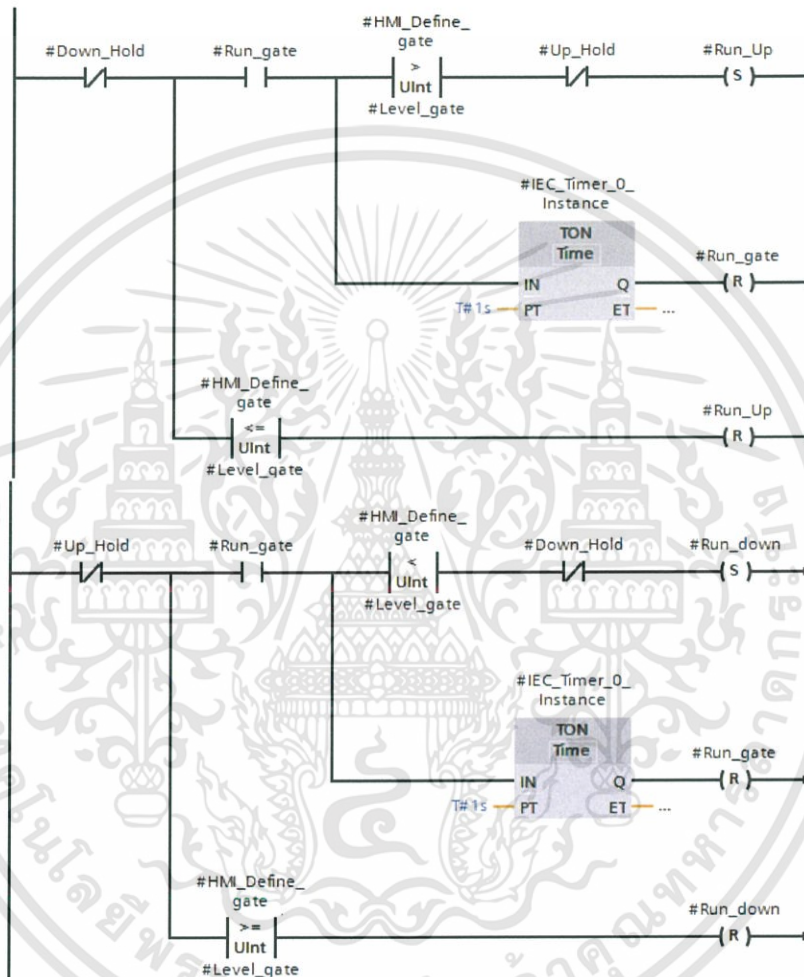 #HMI_Define_
gate
#Down_Hold #Run_gate #Up_Hold #Run_Up
>
UInt
( S )
#Level_gate
#IEC_Timer_0_
Instance
TON
Time
#Run_gate
IN Q ( R )
T#1s PT ET ...
#HMI_Define_
gate
#Run_Up
<=
UInt
( R )
#Level_gate
#HMI_Define_
gate
#Up_Hold #Run_gate #Down_Hold #Run_down
<
UInt
( S )
#Level_gate
#IEC_Timer_0_
Instance
TON
Time
#Run_gate
IN Q ( R )
T#1s PT ET ...
#HMI_Define_
gate
#Run_down
>=
UInt
( R )
#Level_gate